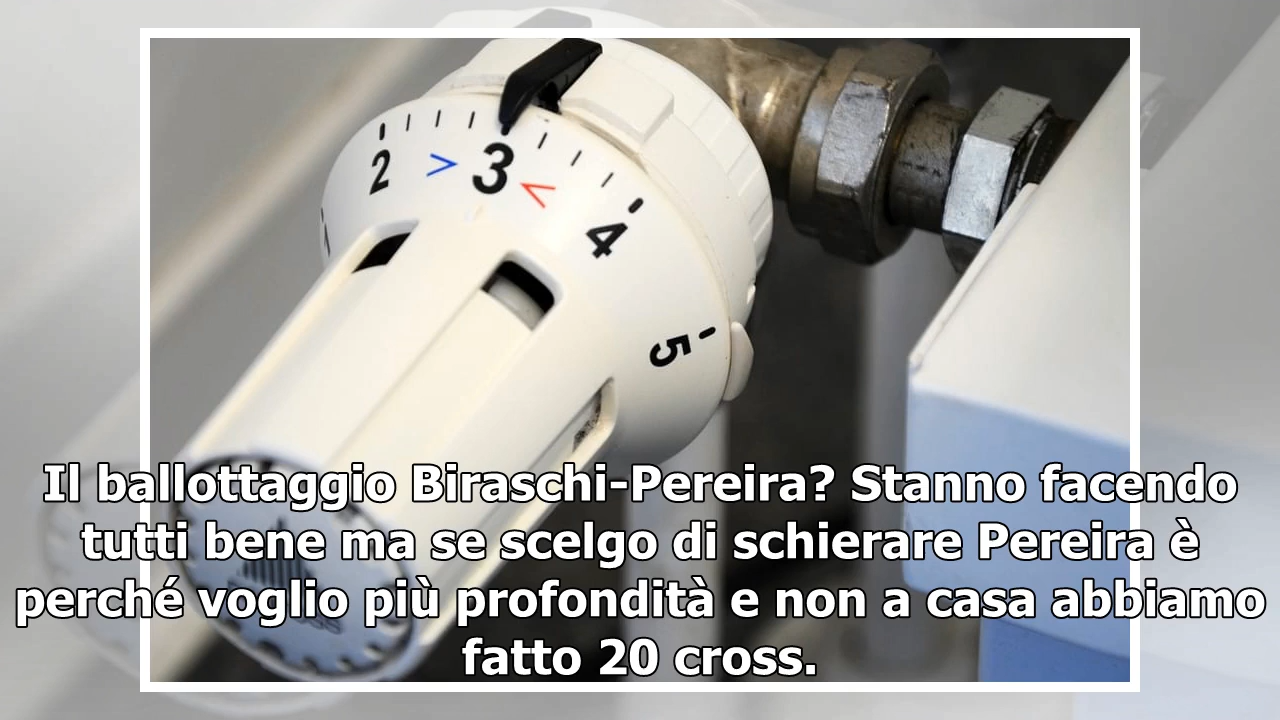 2 > 3 < 4
5
Il ballottaggio Biraschi-Pereira? Stanno facendo
tutti bene ma se scelgo di schierare Pereira è
perché voglio più profondità e non a casa abbiamo
fatto 20 cross.